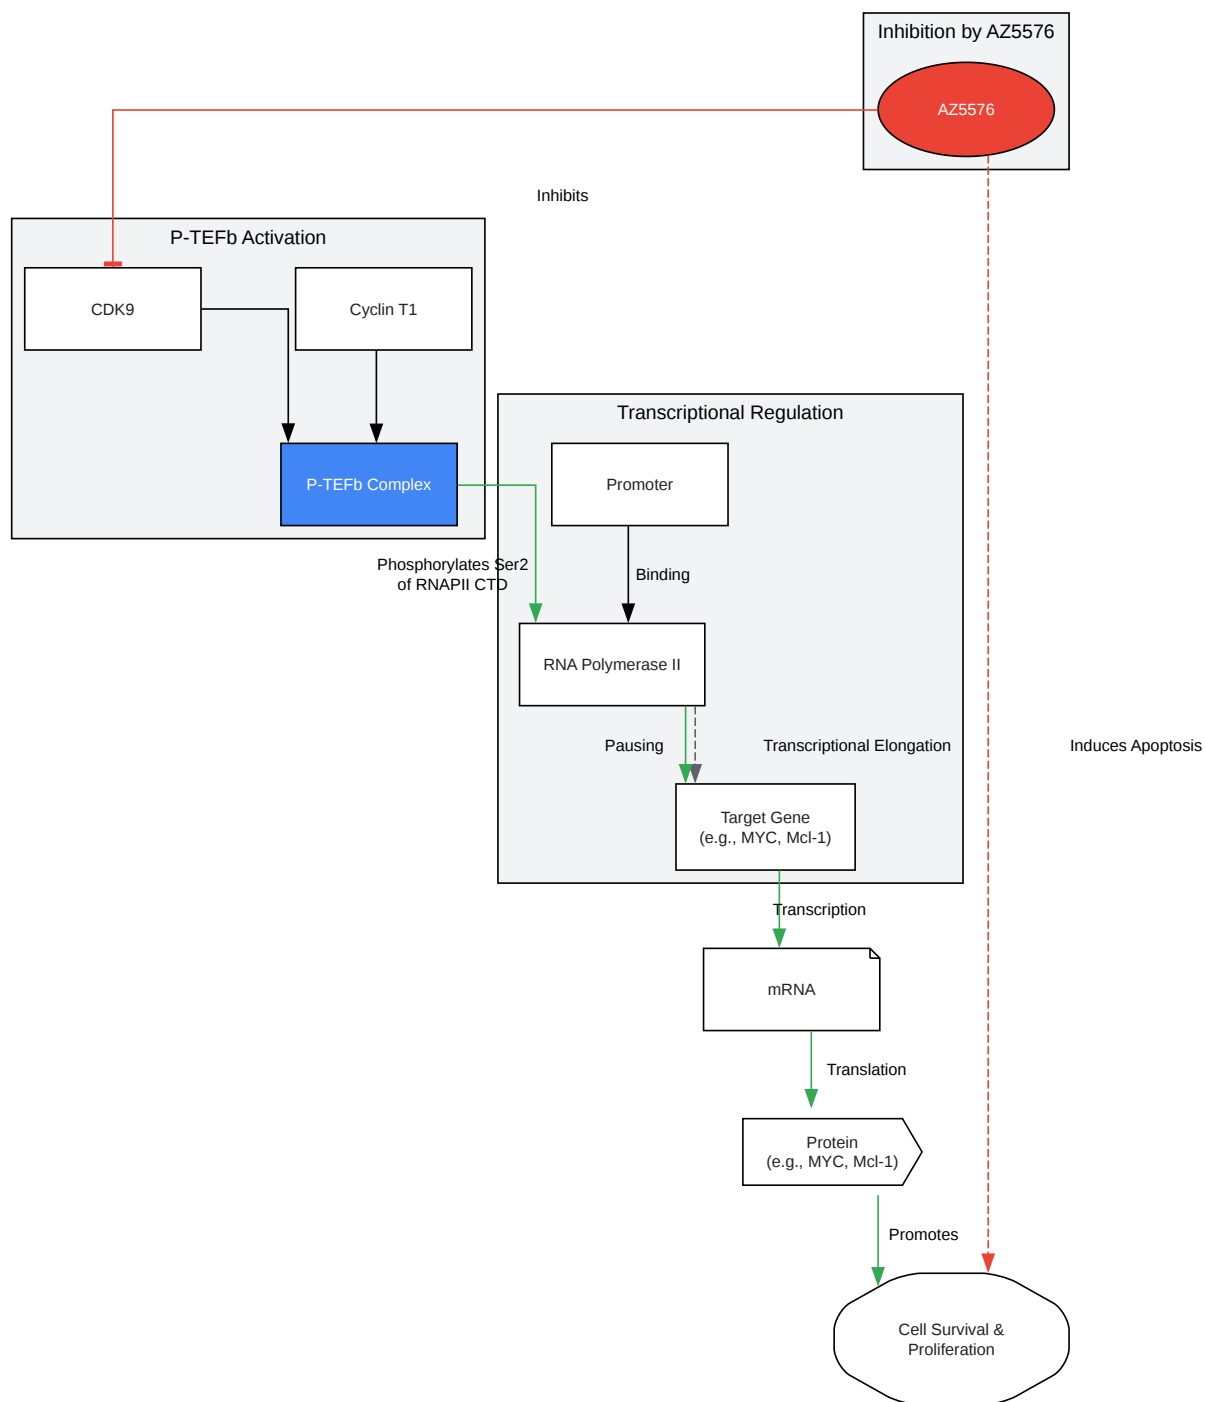 Inhibition by AZ5576
AZ5576
Inhibits
P-TEFb Activation
CDK9
Cyclin T1
P-TEFb Complex
Transcriptional Regulation
Promoter
Phosphorylates Ser2
of RNAPII CTD
Binding
RNA Polymerase II
Pausing
Transcriptional Elongation
Induces Apoptosis
Target Gene
(e.g., MYC, Mcl-1)
Transcription
mRNA
Translation
Protein
(e.g., MYC, Mcl-1)
Promotes
Cell Survival &
Proliferation